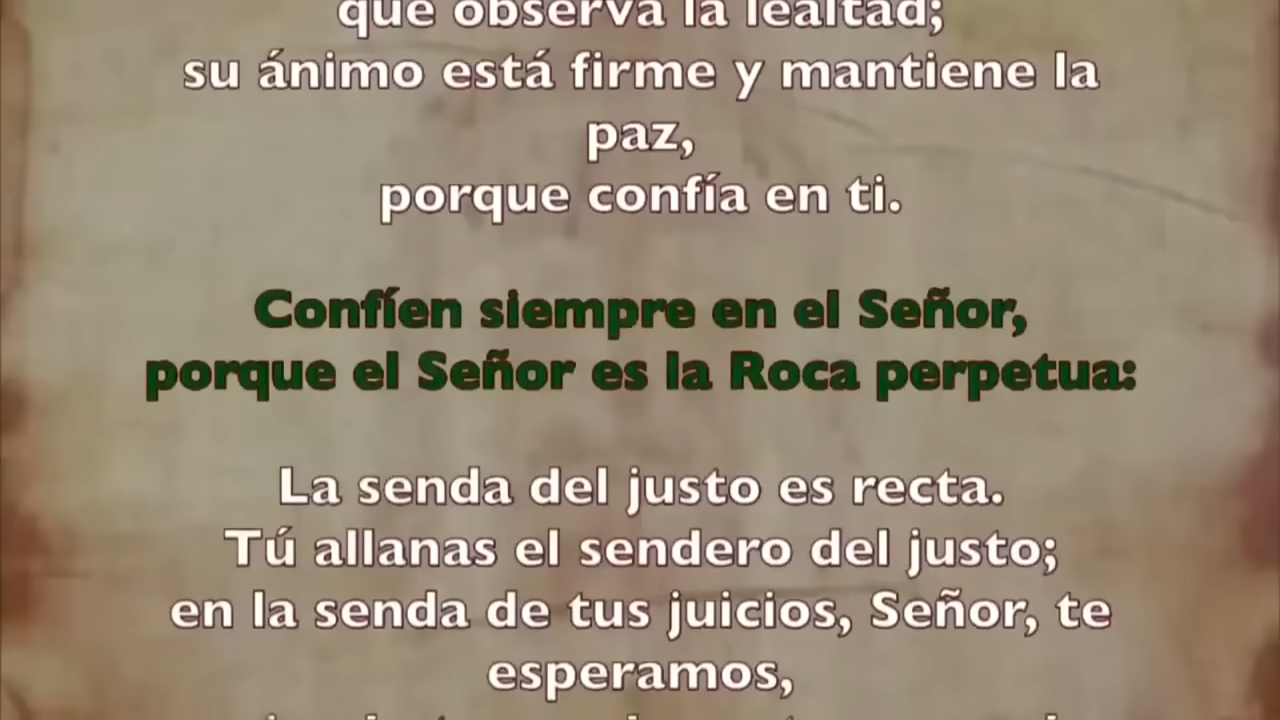 que observa la lealtad;
su ánimo está firme y mantiene la
paz,
porque confía en ti.
Confíen siempre en el Señor,
porque el Señor es la Roca perpetua:
La senda del justo es recta.
Tú allanas el sendero del justo;
en la senda de tus juicios, Señor, te
esperamos,